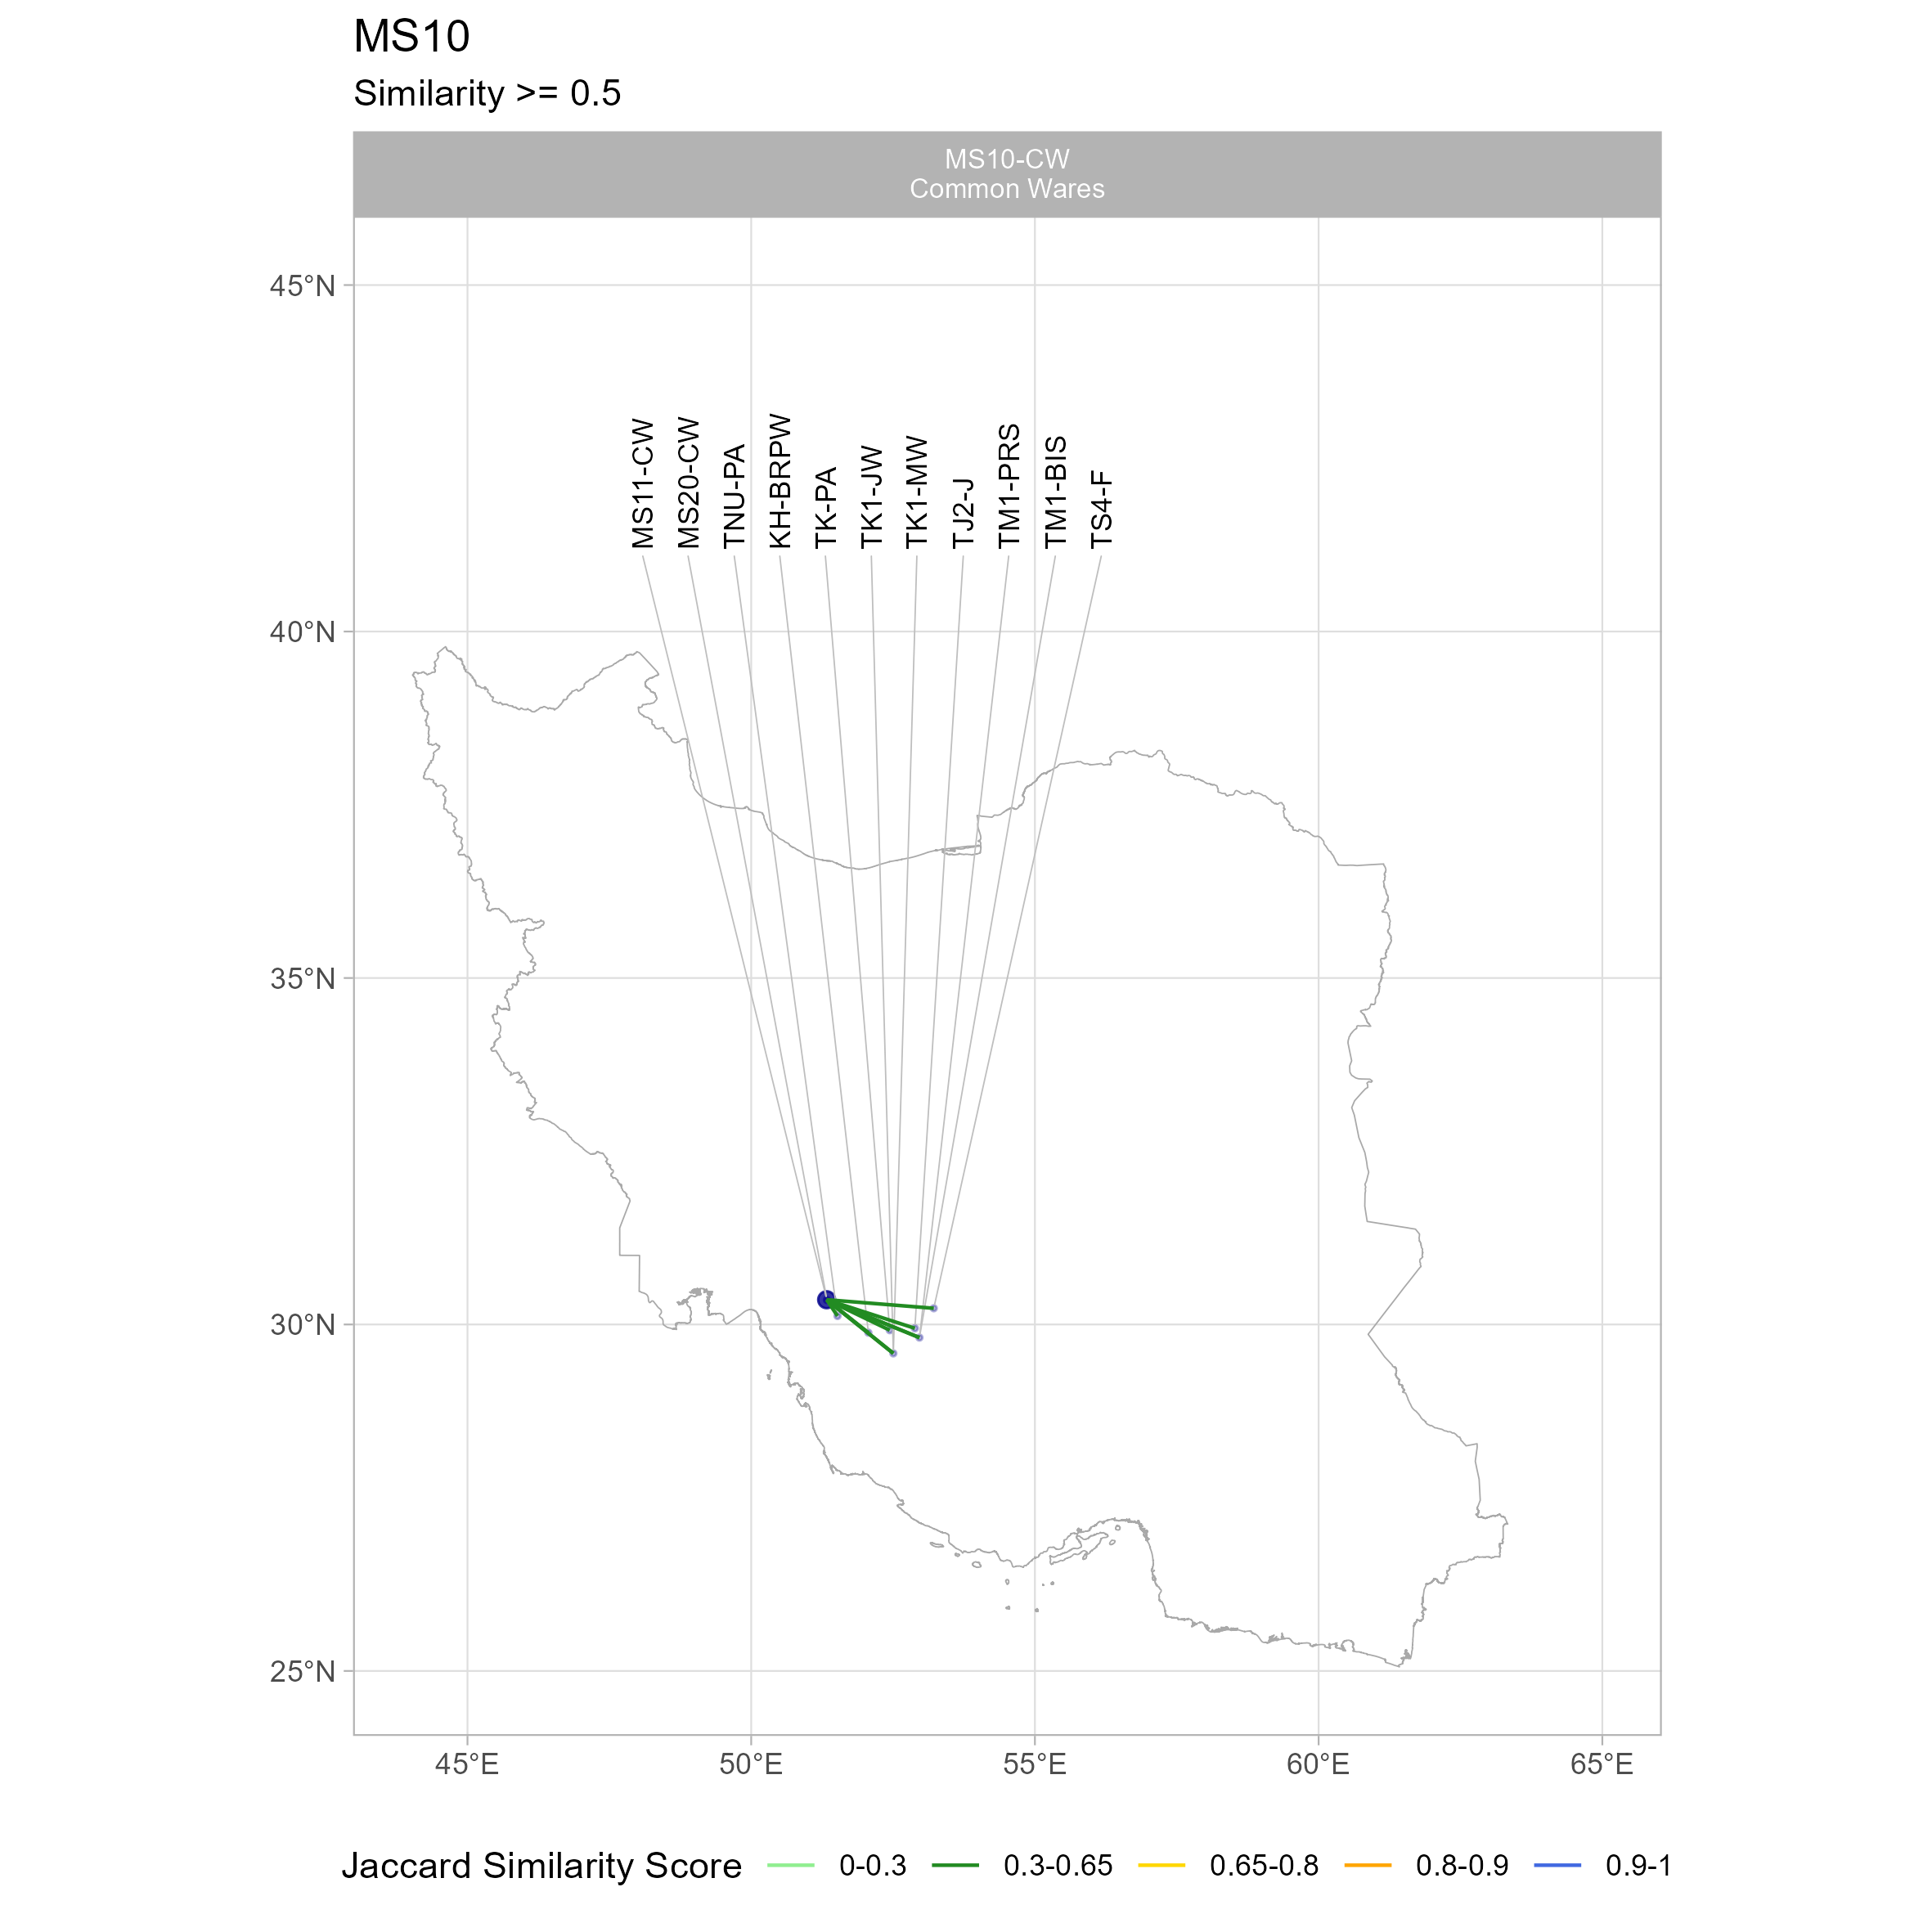 MS10
Similarity >= 0.5
MS10-CW
Common Wares
45°N
40°N
35°N
30°N
25°N
MS11-CW
MS20-CW
TNU-PA
KH-BRPW
TK-PA
TK1-JW
TK1-MW
TJ2-J
TM1-PRS
TM1-BIS
TS4-F
45°E 50°E 55°E 60°E 65°E
Jaccard Similarity Score 0-0.3 0.3-0.65 0.65-0.8 0.8-0.9 0.9-1